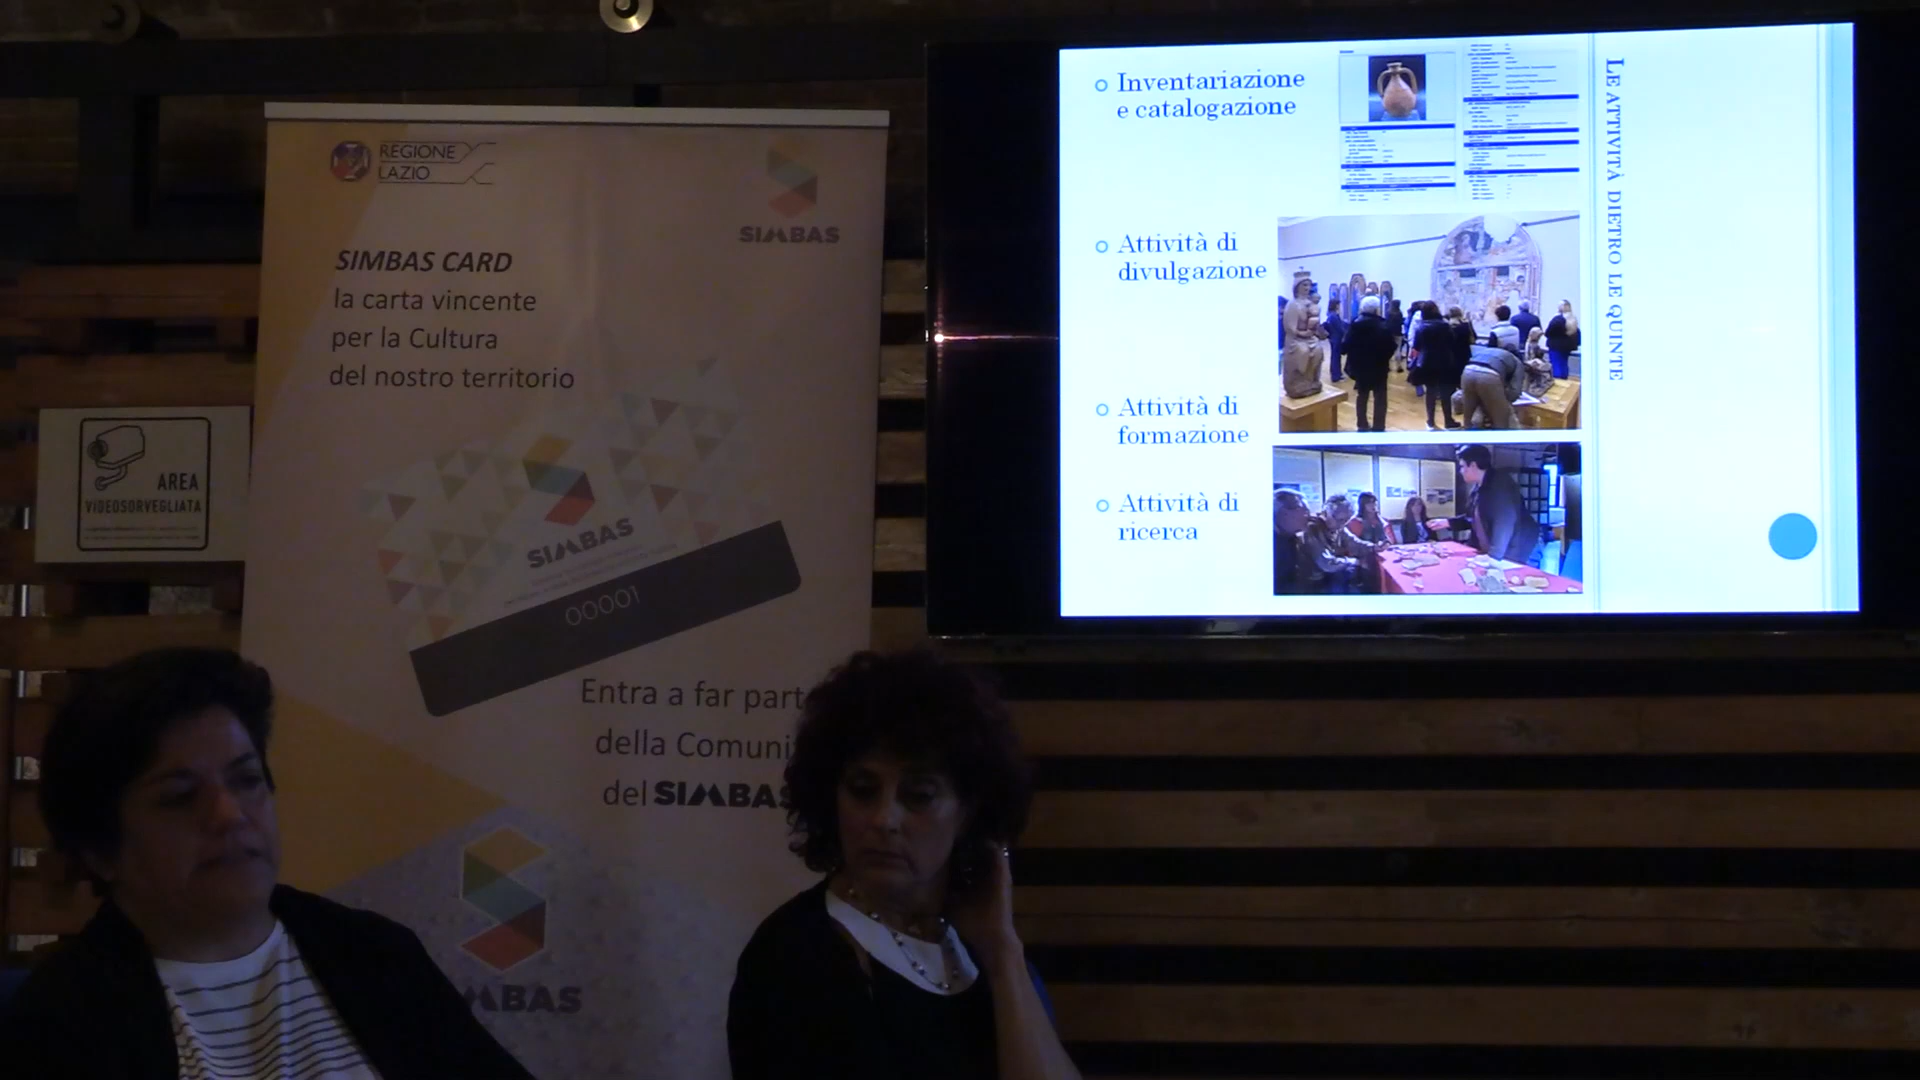 REGIONE
LAZIO
SIMBAS
SIMBAS CARD
la carta vincente
per la Cultura
del nostro territorio
SIMBAS
00001
Entra a far part
della Comuni
del SIMBAS
MBAS
AREA
VIDEOSORVEGLIATA
Inventariazione
e catalogazione
Attività di
divulgazione
Attività di
formazione
Attività di
ricerca
LE ATTIVITÀ DIETRO LE QUINTE